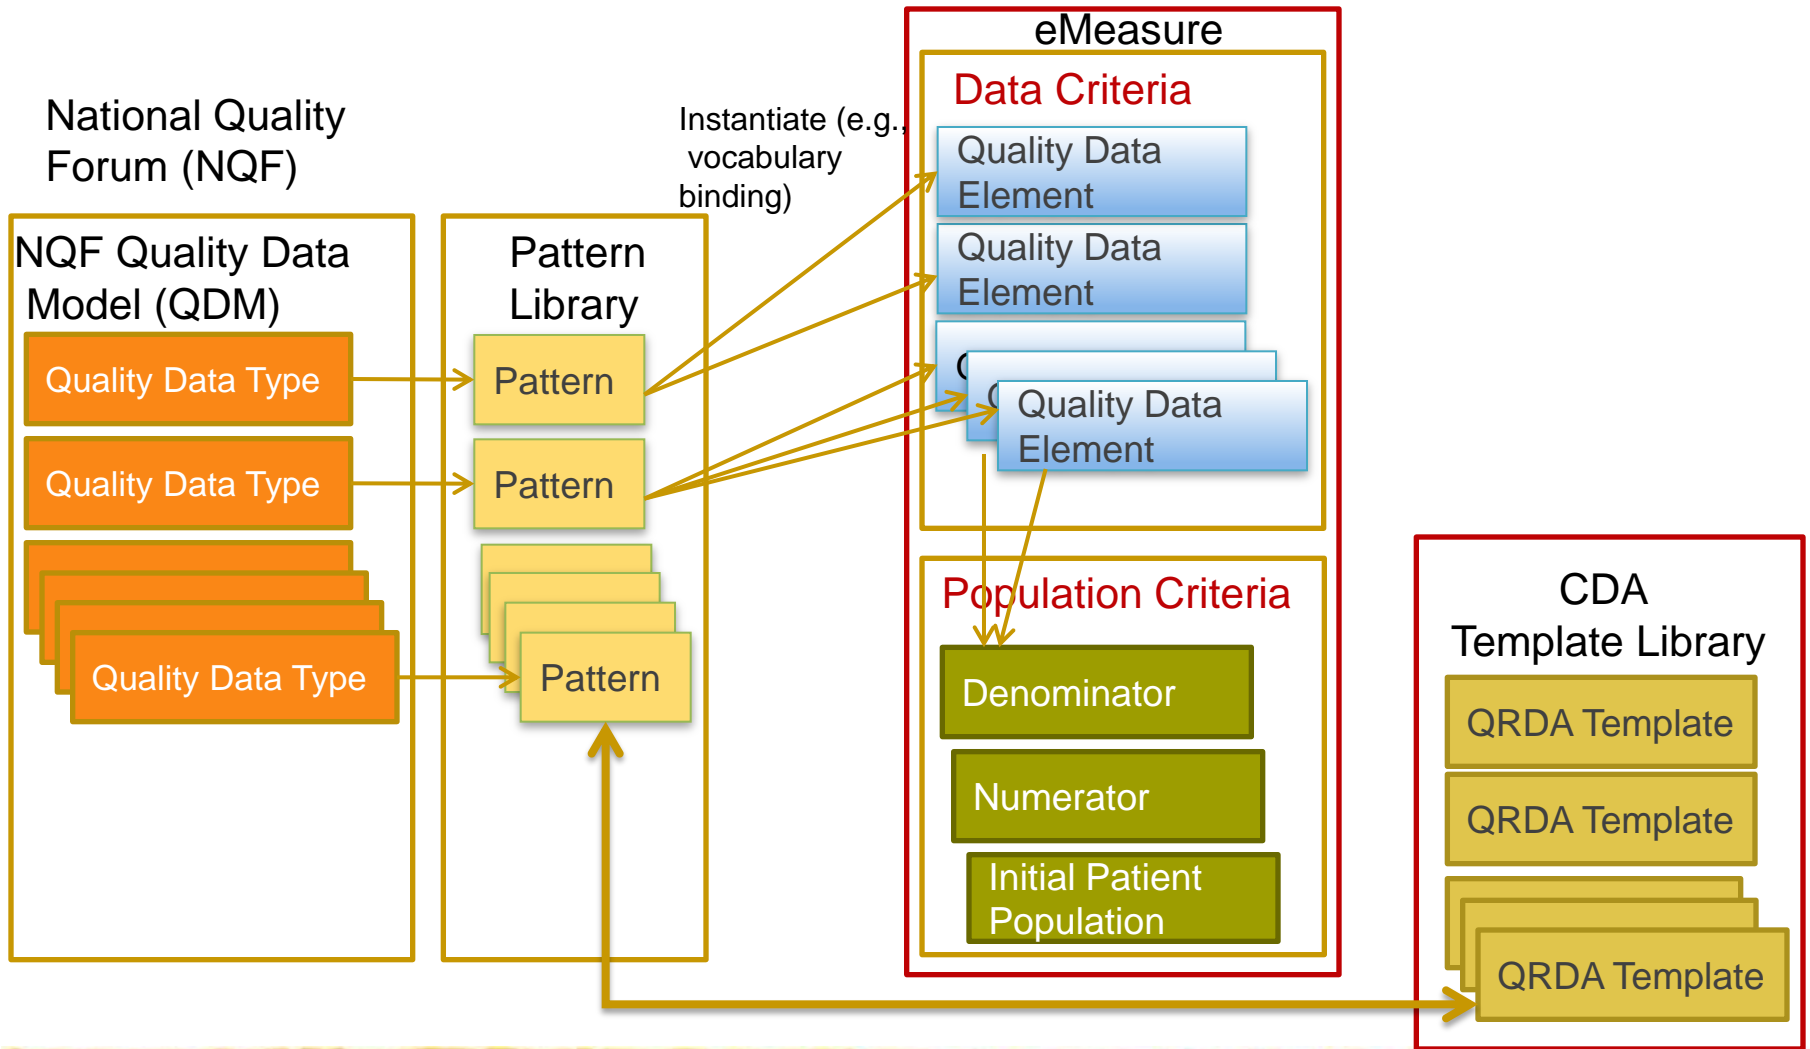 National Quality
Forum (NQF)
NQF Quality Data
Model (QDM)
Quality Data Type
Quality Data Type
Quality Data Type
Pattern
Library
Pattern
Pattern
Pattern
Instantiate (e.g.,
vocabulary
binding)
eMeasure
Data Criteria
Quality Data
Element
Quality Data
Element
Quality Data
Element
Population Criteria
Denominator
Numerator
Initial Patient
Population
CDA
Template Library
QRDA Template
QRDA Template
QRDA Template